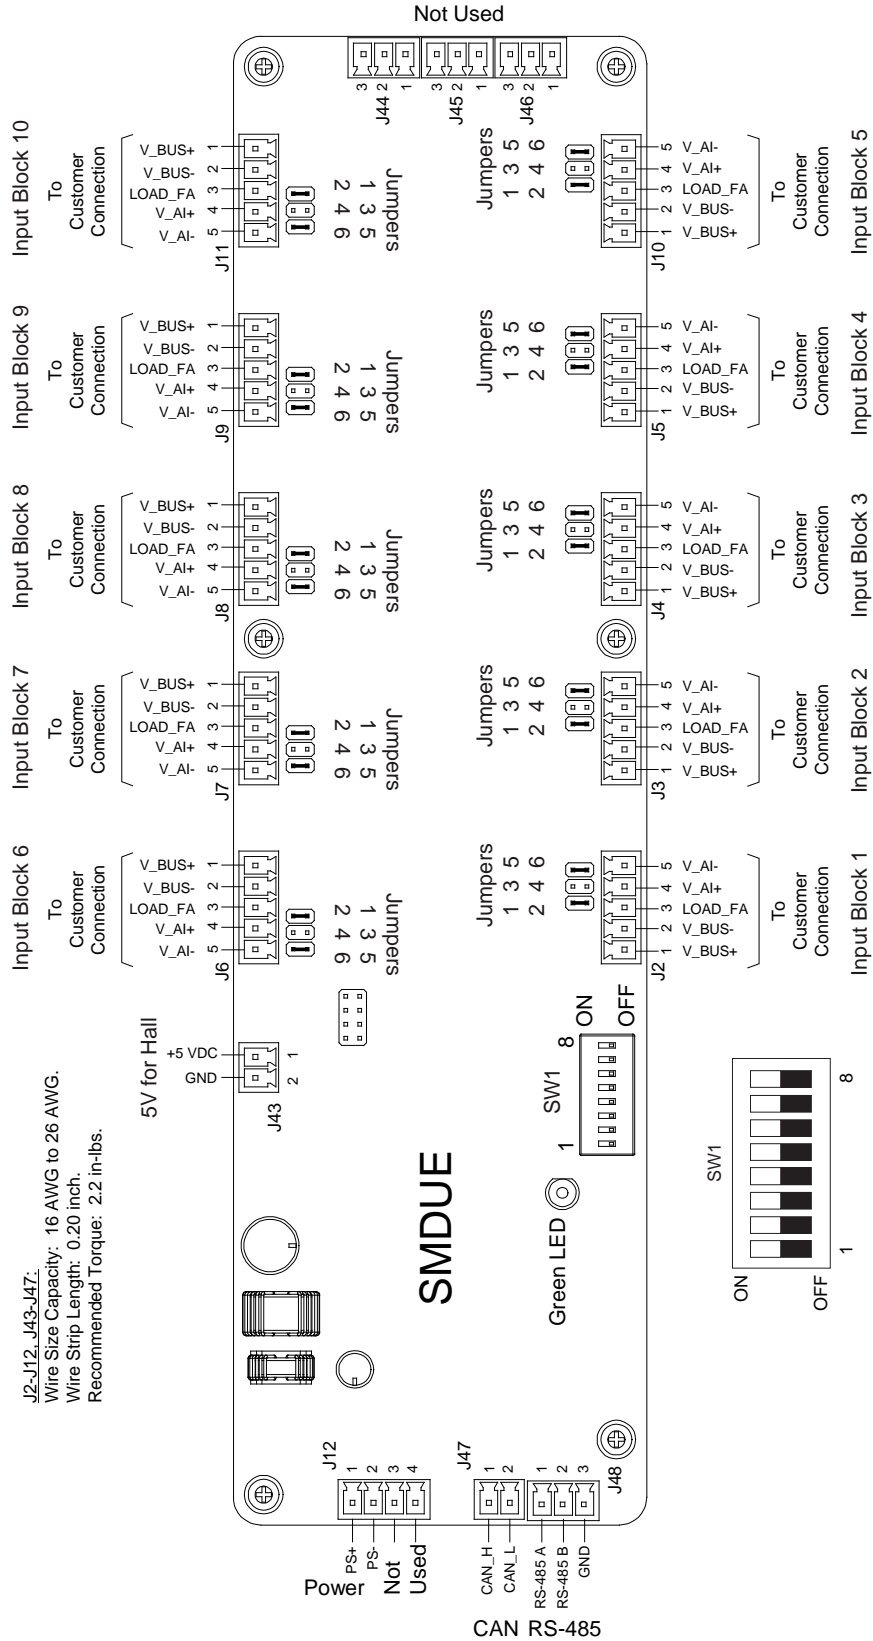 Not Used
3
2
1
J44
3
2
1
J45
3
2
1
J46
Input Block 10
To
Customer
Connection
V_BUS+ 1
V_BUS- 2
LOAD_FA 3
V_AI+ 4
V_AI- 5
J11
2 4 6
1 3 5
Jumpers
Jumpers
1 3 5
2 4 6
5 V_AI-
4 V_AI+
3 LOAD_FA
2 V_BUS-
1 V_BUS+
J10
To
Customer
Connection
Input Block 5
Input Block 9
To
Customer
Connection
V_BUS+ 1
V_BUS- 2
LOAD_FA 3
V_AI+ 4
V_AI- 5
J9
2 4 6
1 3 5
Jumpers
Jumpers
1 3 5
2 4 6
5 V_AI-
4 V_AI+
3 LOAD_FA
2 V_BUS-
1 V_BUS+
J5
To
Customer
Connection
Input Block 4
Input Block 8
To
Customer
Connection
V_BUS+ 1
V_BUS- 2
LOAD_FA 3
V_AI+ 4
V_AI- 5
J8
2 4 6
1 3 5
Jumpers
Jumpers
1 3 5
2 4 6
5 V_AI-
4 V_AI+
3 LOAD_FA
2 V_BUS-
1 V_BUS+
J4
To
Customer
Connection
Input Block 3
Input Block 7
To
Customer
Connection
V_BUS+ 1
V_BUS- 2
LOAD_FA 3
V_AI+ 4
V_AI- 5
J7
2 4 6
1 3 5
Jumpers
Jumpers
1 3 5
2 4 6
5 V_AI-
4 V_AI+
3 LOAD_FA
2 V_BUS-
1 V_BUS+
J3
To
Customer
Connection
Input Block 2
Input Block 6
To
Customer
Connection
V_BUS+ 1
V_BUS- 2
LOAD_FA 3
V_AI+ 4
V_AI- 5
J6
2 4 6
1 3 5
Jumpers
Jumpers
1 3 5
2 4 6
5 V_AI-
4 V_AI+
3 LOAD_FA
2 V_BUS-
1 V_BUS+
J2
To
Customer
Connection
Input Block 1
5V for Hall
+5 VDC 1
GND 2
J43
SW1
1 8
ON
OFF
J2-J12, J43-J47:
Wire Size Capacity: 16 AWG to 26 AWG.
Wire Strip Length: 0.20 inch.
Recommended Torque: 2.2 in-lbs.
SMDUE
Green LED
SW1
ON
OFF
1 8
J12
1
2
3
4
PS+
PS-
Power
Not
Used
J47
1
2
CAN_H
CAN_L
J48
1
2
3
RS-485 A
RS-485 B
GND
CAN RS-485